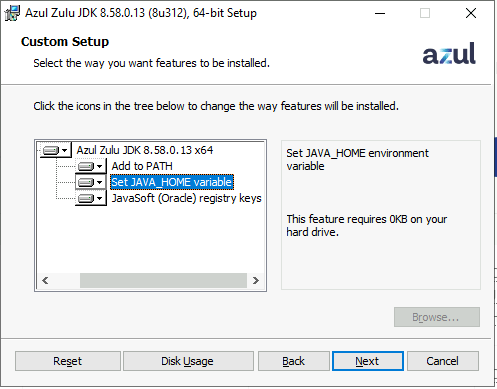 Azul Zulu JDK 8.58.0.13 (8u312), 64-bit Setup
Custom Setup
Select the way you want features to be installed.
azul
Click the icons in the tree below to change the way features will be installed.
Azul Zulu JDK 8.58.0.13 x64
Add to PATH
Set JAVA_HOME variable
JavaSoft (Oracle) registry keys
Set JAVA_HOME environment
variable
This feature requires 0KB on your
hard drive.
Browse...
Reset
Disk Usage
Back
Next
Cancel